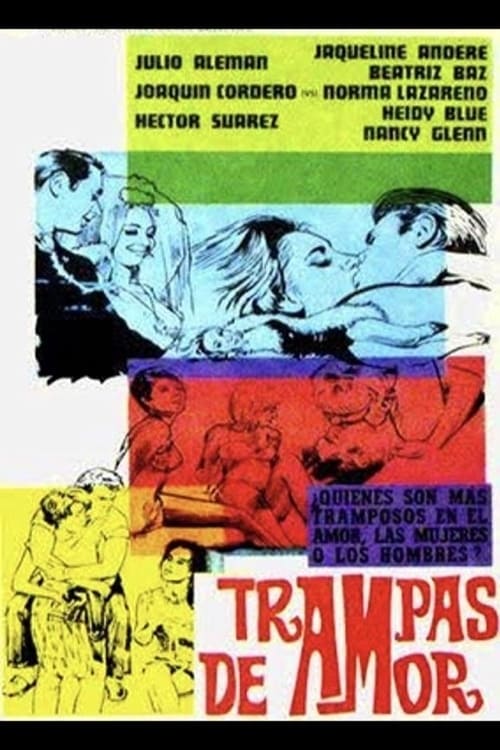 JULIO ALEMAN
JOAQUIN CORDERO (VS)
HECTOR SUAREZ
JAQUELINE ANDERE
BEATRIZ BAZ
NORMA LAZARENO
HEIDY BLUE
NANCY GLENN
¿QUIENES SON MAS
TRAMPOSOS EN EL
AMOR, LAS MUJERES
O LOS HOMBRES?
TRAMPAS
DE AMOR